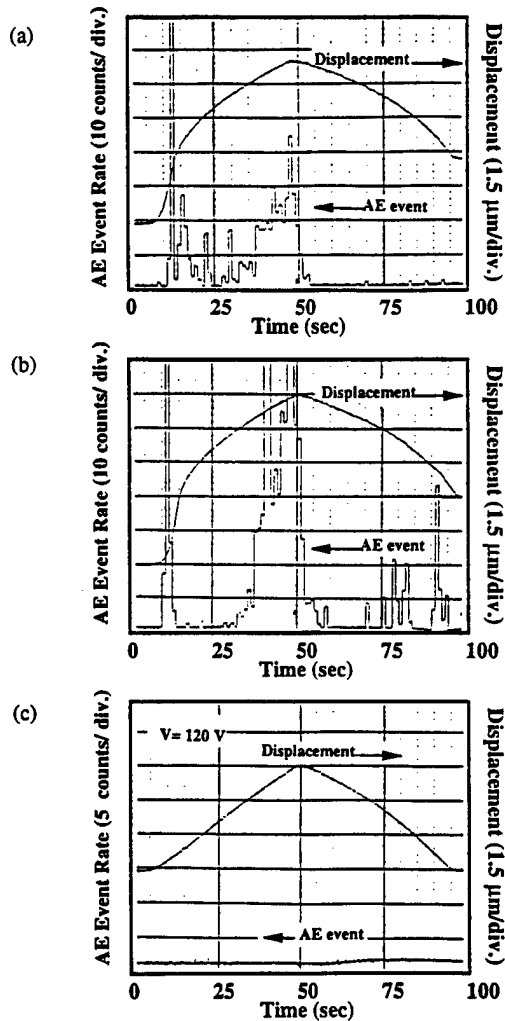 (a)
AE Event Rate (10 counts/ div.)
Displacement
AE event
Displacement (1.5 μm/div.)
0 25 50 75 100
Time (sec)
(b)
AE Event Rate (10 counts/ div.)
Displacement
AE event
Displacement (1.5 μm/div.)
0 25 50 75 100
Time (sec)
(c)
AE Event Rate (5 counts/ div.)
V= 120 V
Displacement
AE event
Displacement (1.5 μm/div.)
0 25 50 75 100
Time (sec)